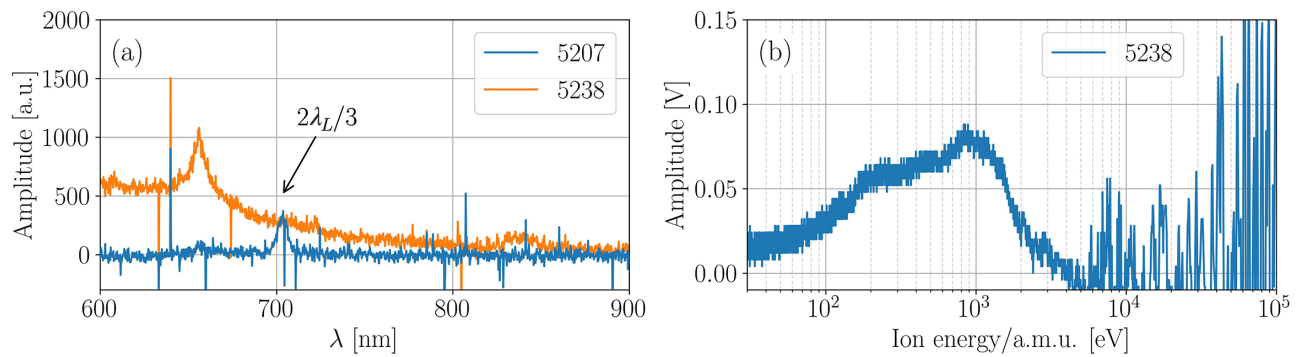 2000
1500
1000
500
0
Amplitude [a.u.]
(a)
5207
5238
2λ_L/3
600
700
800
900
λ [nm]
0.15
0.10
0.05
0.00
Amplitude [V]
(b)
5238
10^2
10^3
10^4
10^5
Ion energy/a.m.u. [eV]